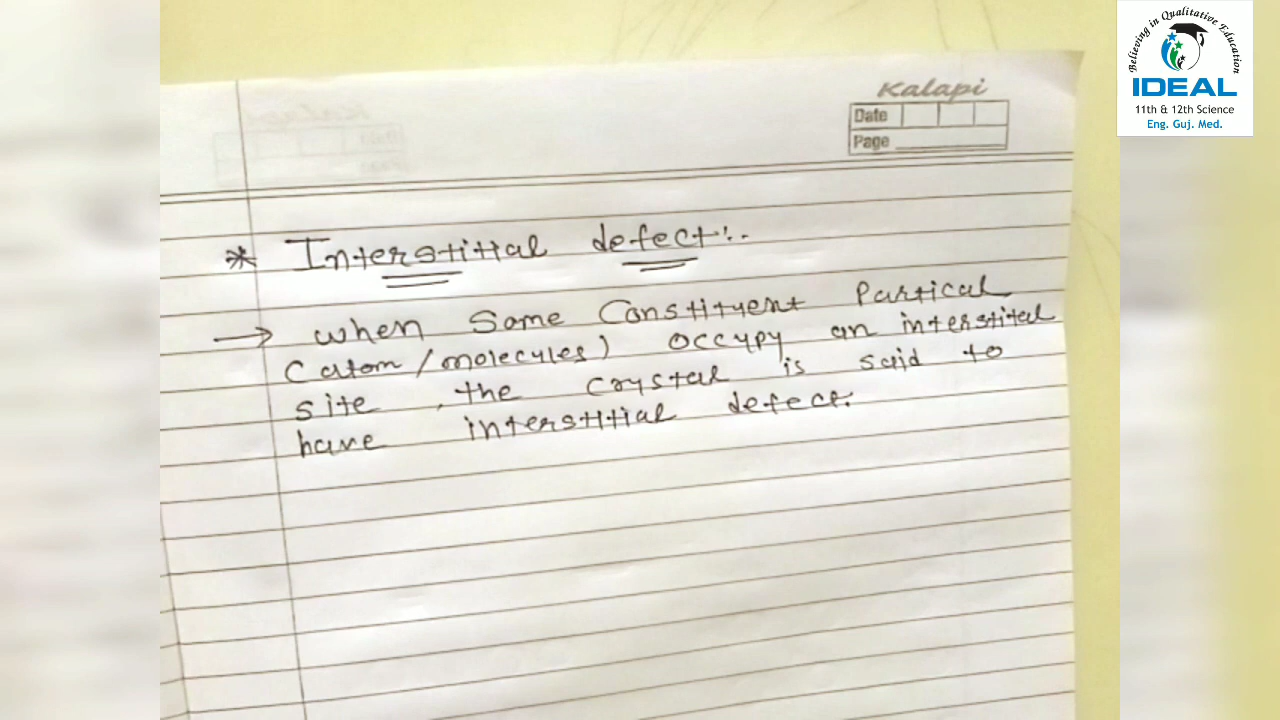 Believing in Qualitative Education
IDEAL
11th & 12th Science
Eng. Guj. Med.
Kalapi
Date
Page
* Interstitial defect:.
→ when Some Constituent Partical
(atom/molecules) occupy an interstital
site, the crystal is said to
have interstitial defect.